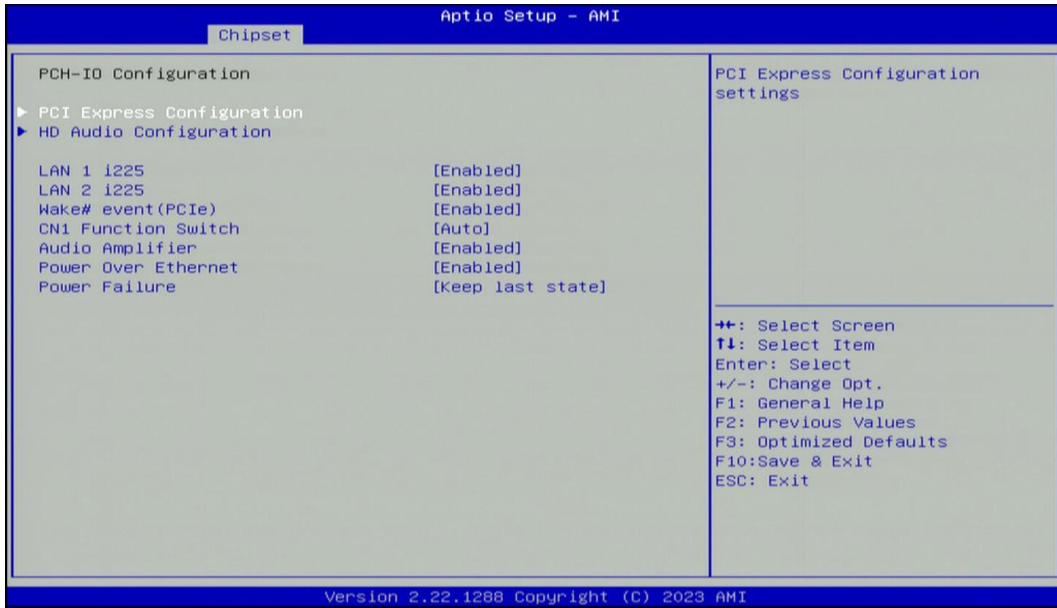 Aptio Setup – AMI
Chipset
PCH-IO Configuration
▶ PCI Express Configuration
▶ HD Audio Configuration
LAN 1 i225 [Enabled]
LAN 2 i225 [Enabled]
Wake# event(PCIe) [Enabled]
CN1 Function Switch [Auto]
Audio Amplifier [Enabled]
Power Over Ethernet [Enabled]
Power Failure [Keep last state]
PCI Express Configuration
settings
→←: Select Screen
↑↓: Select Item
Enter: Select
+/-: Change Opt.
F1: General Help
F2: Previous Values
F3: Optimized Defaults
F10:Save & Exit
ESC: Exit
Version 2.22.1288 Copyright (C) 2023 AMI